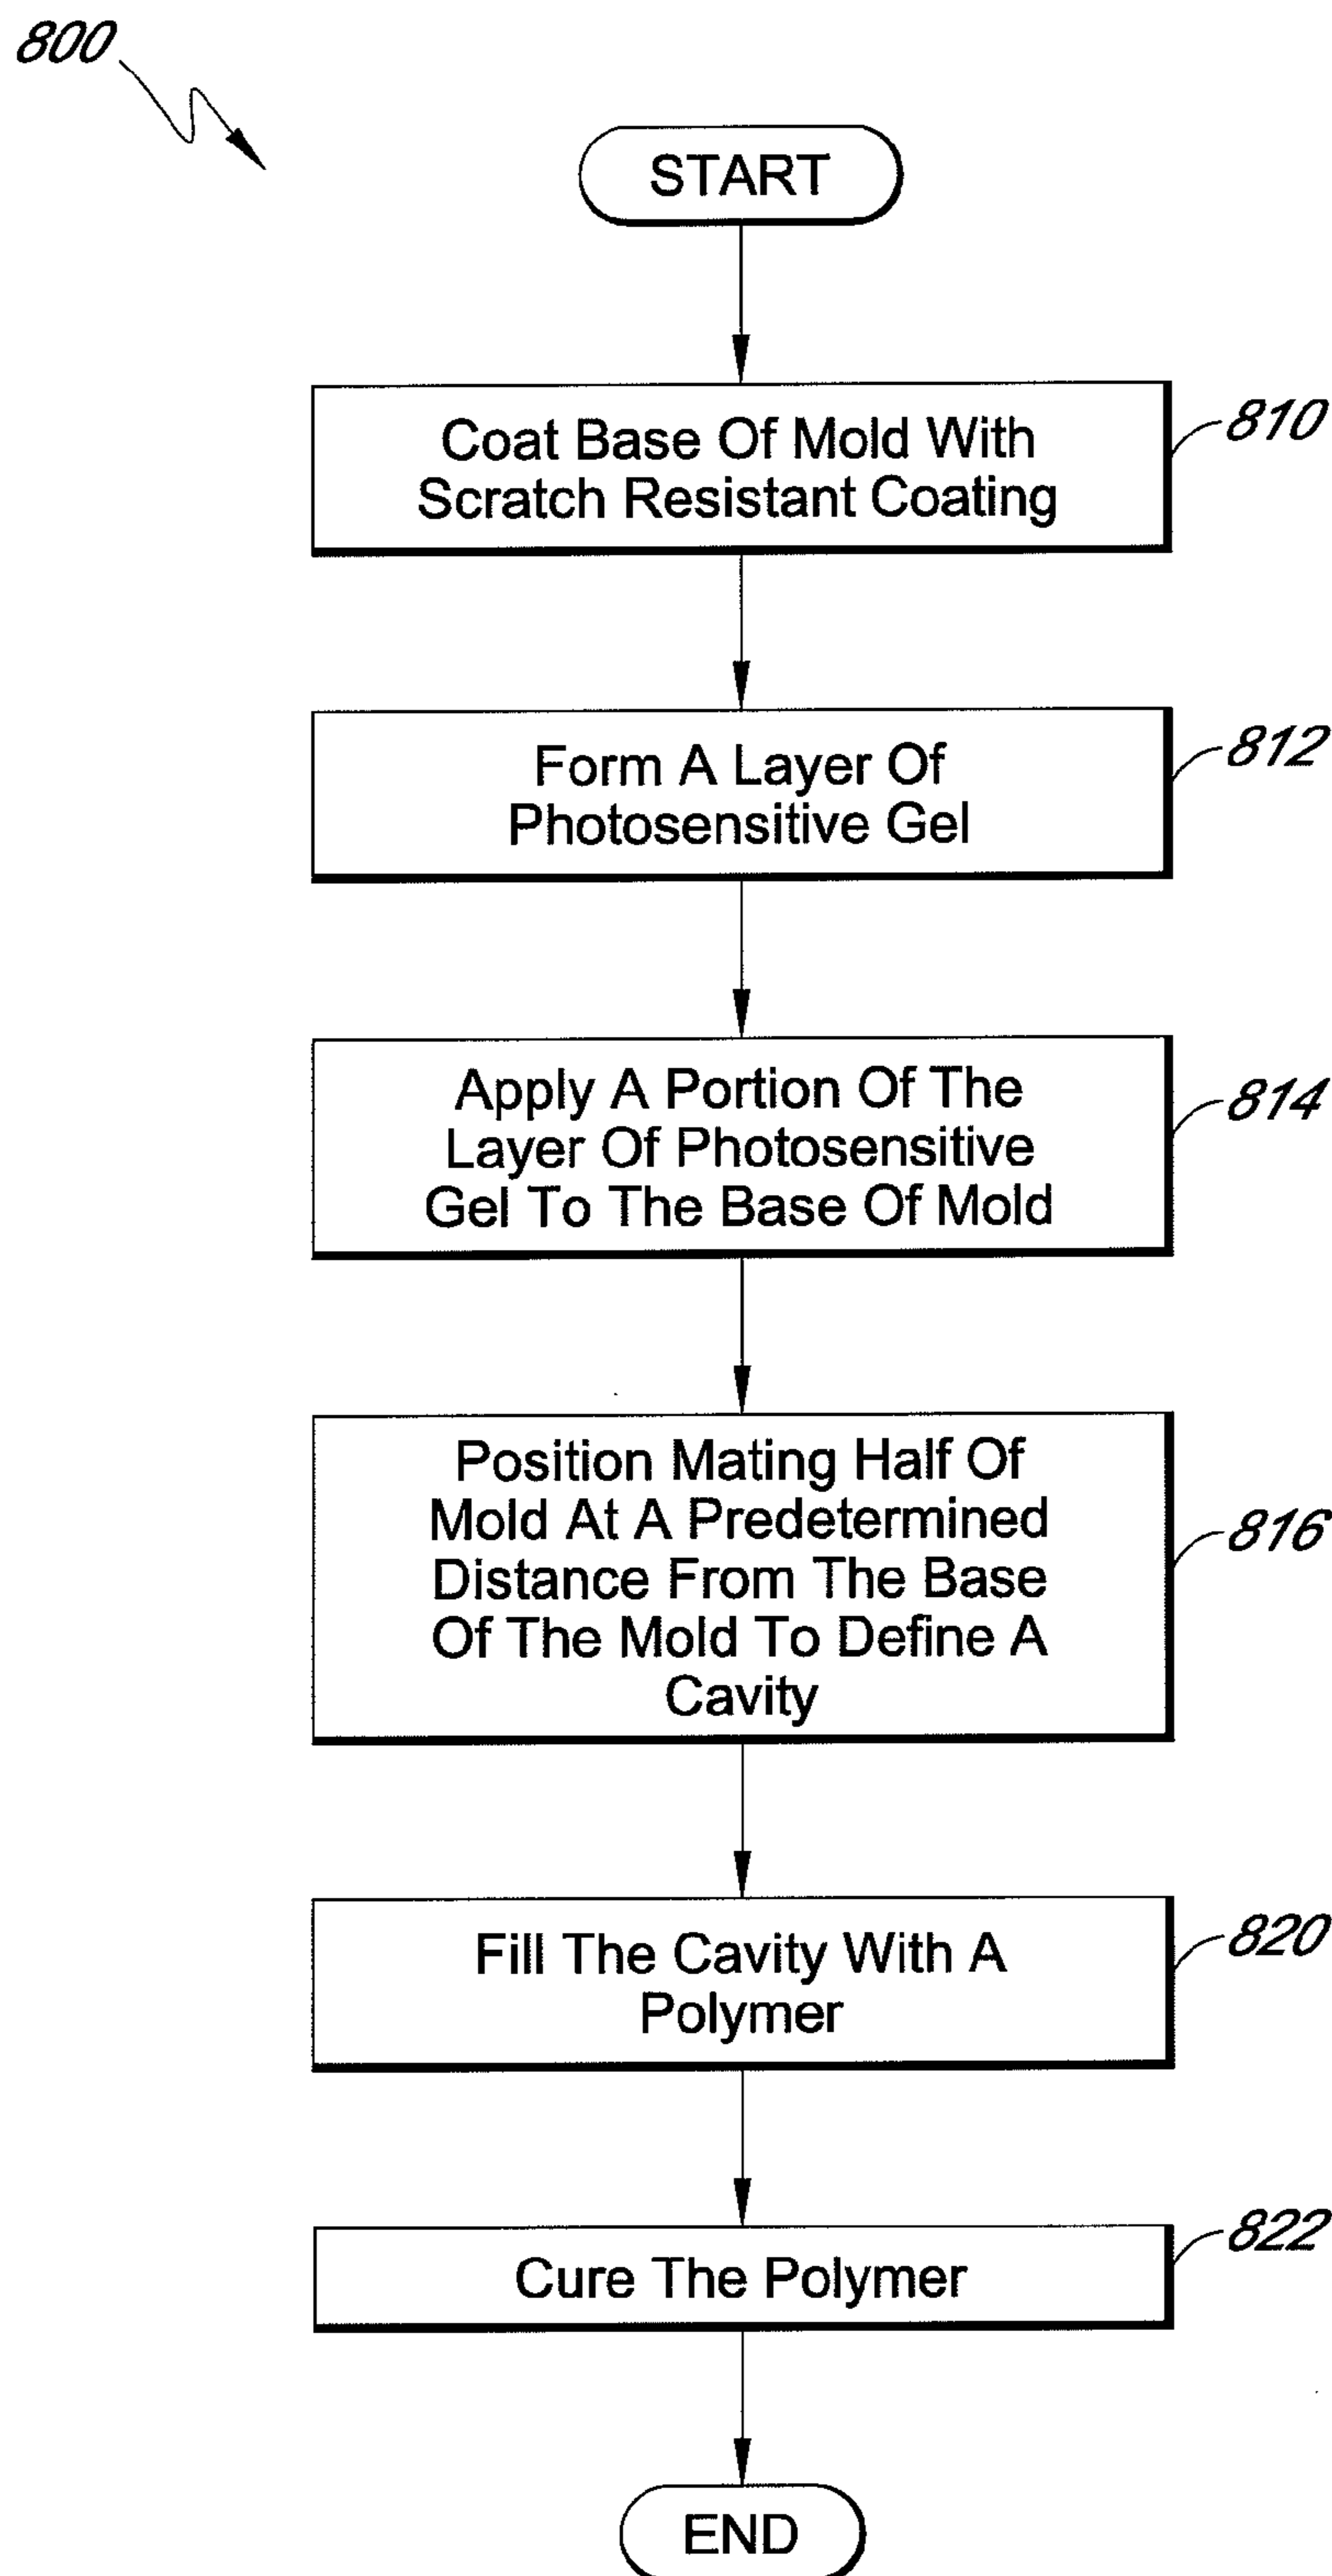 800
START
Coat Base Of Mold With
Scratch Resistant Coating
810
Form A Layer Of
Photosensitive Gel
812
Apply A Portion Of The
Layer Of Photosensitive
Gel To The Base Of Mold
814
Position Mating Half Of
Mold At A Predetermined
Distance From The Base
Of The Mold To Define A
Cavity
816
Fill The Cavity With A
Polymer
820
Cure The Polymer
822
END